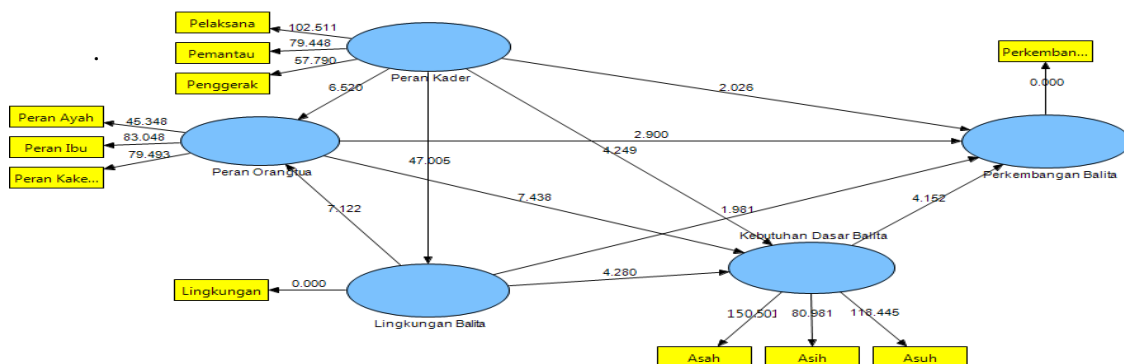 Pelaksana
102.511
Pemantau
79.448
Penggerak
57.790
Peran Kader
Perkemban...
0.000
6.520
2.026
Peran Ayah
45.348
Peran Ibu
83.048
Peran Kake...
79.493
Peran Orangtua
2.900
47.005
4.249
Perkembangan Balita
7.122
7.438
1.981
4.152
Kebutuhan Dasar Balita
Lingkungan
0.000
4.280
Lingkungan Balita
150.501
80.981
118.445
Asah
Asih
Asuh